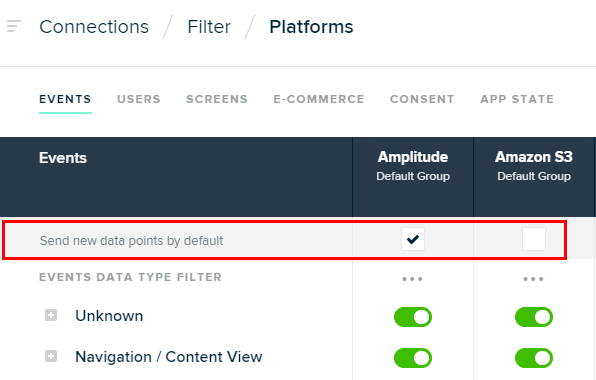 Connections / Filter / Platforms
EVENTS USERS SCREENS E-COMMERCE CONSENT APP STATE
Events Amplitude Amazon S3
Default Group Default Group
Send new data points by default
EVENTS DATA TYPE FILTER
Unknown
Navigation / Content View